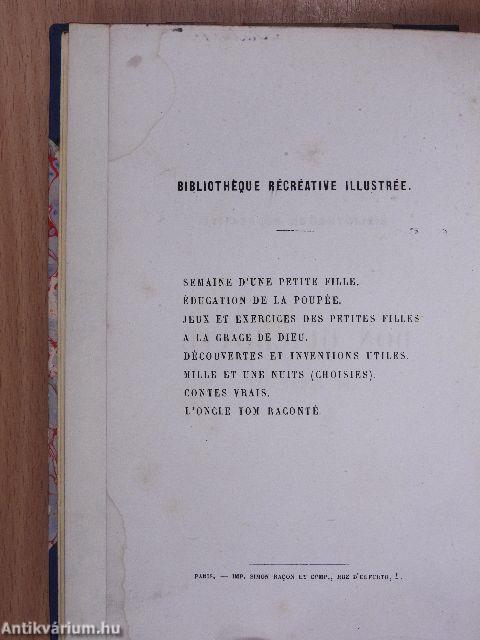 BIBLIOTHÈQUE RÉCRÉATIVE ILLUSTRÉE.
SEMAINE D'UNE PETITE FILLE.
ÉDUCATION DE LA POUPÉE.
JEUX ET EXERCICES DES PETITES FILLES
A LA GRACE DE DIEU.
DÉCOUVERTES ET INVENTIONS UTILES.
MILLE ET UNE NUITS (CHOISIES).
CONTES VRAIS.
L'ONCLE TOM RACONTÉ.
PARIS. — IMP. SIMON RAÇON ET COMP., RUE D'ERFURTH, 1.
Antikvárium.hu